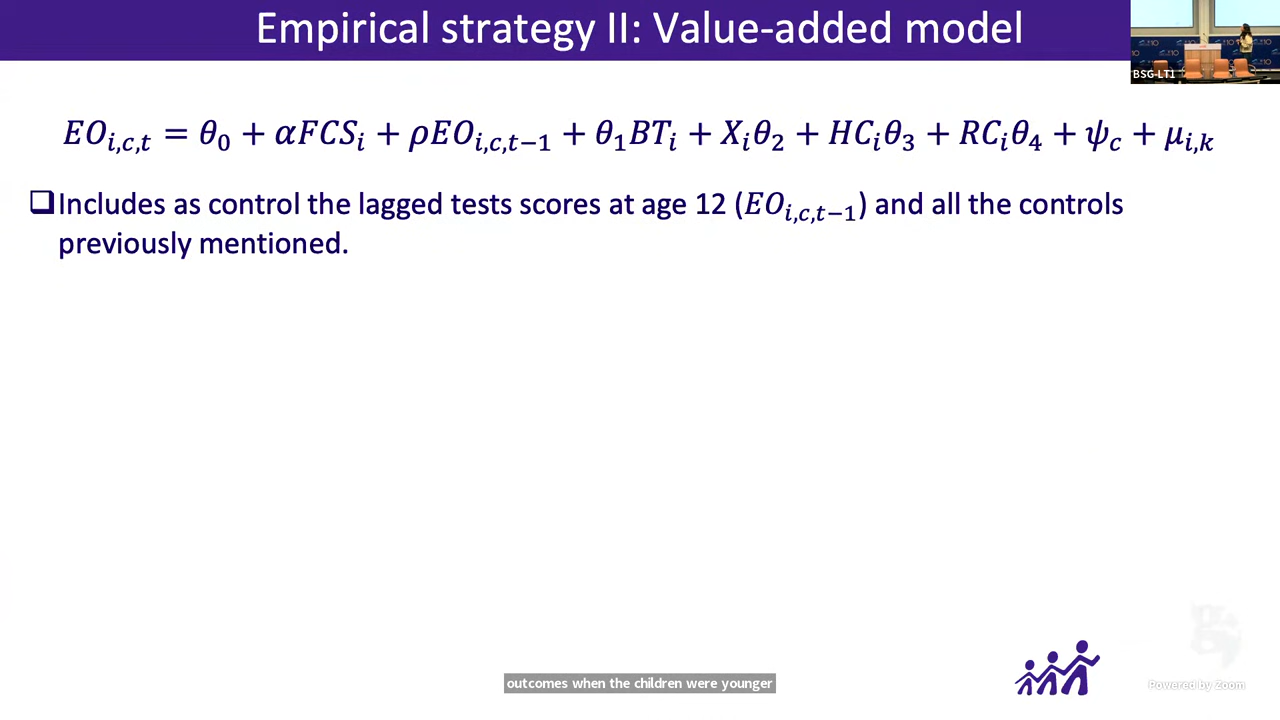 Empirical strategy II: Value-added model
BSG-LT1
EO_{i,c,t} = θ_0 + αFCS_i + ρEO_{i,c,t−1} + θ_1BT_i + X_iθ_2 + HC_iθ_3 + RC_iθ_4 + ψ_c + μ_{i,k}
❑Includes as control the lagged tests scores at age 12 (EO_{i,c,t−1}) and all the controls
previously mentioned.
outcomes when the children were younger
Powered by Zoom